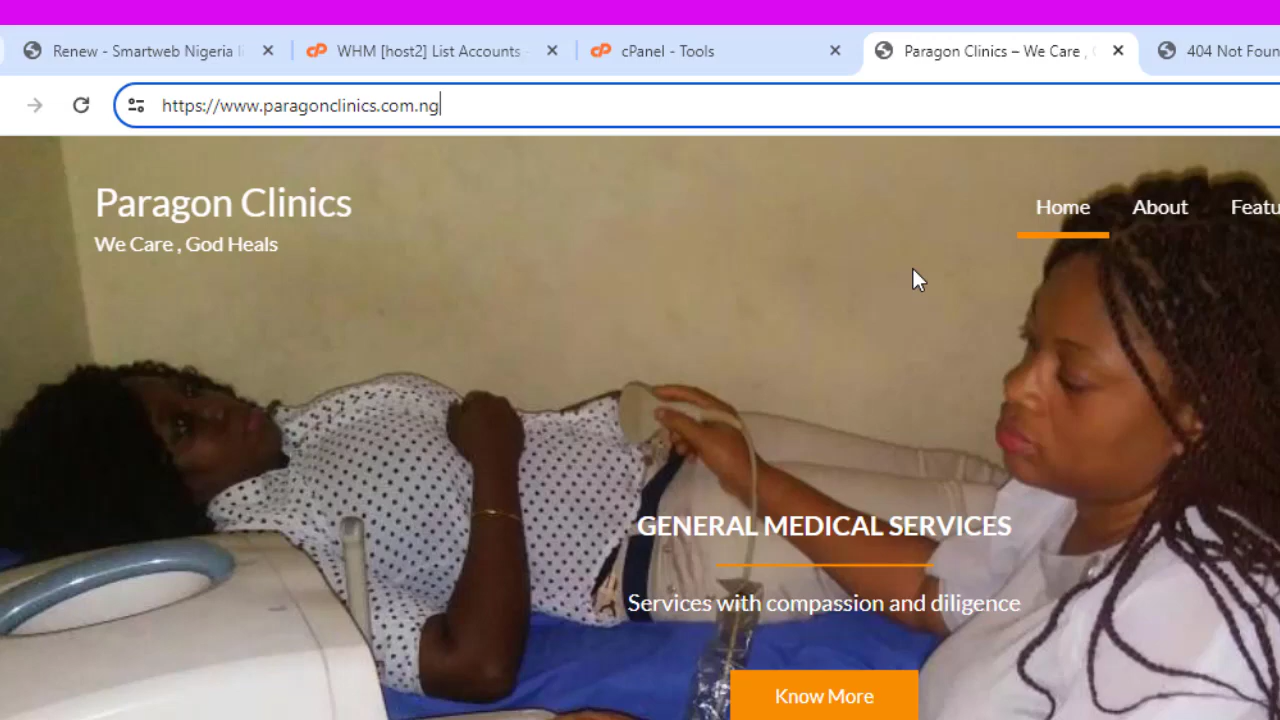 Renew - Smartweb Nigeria
WHM [host2] List Accounts -
cPanel - Tools
Paragon Clinics – We Care ,
404 Not Foun
https://www.paragonclinics.com.ng
Paragon Clinics
We Care , God Heals
Home
About
Featu
GENERAL MEDICAL SERVICES
Services with compassion and diligence
Know More